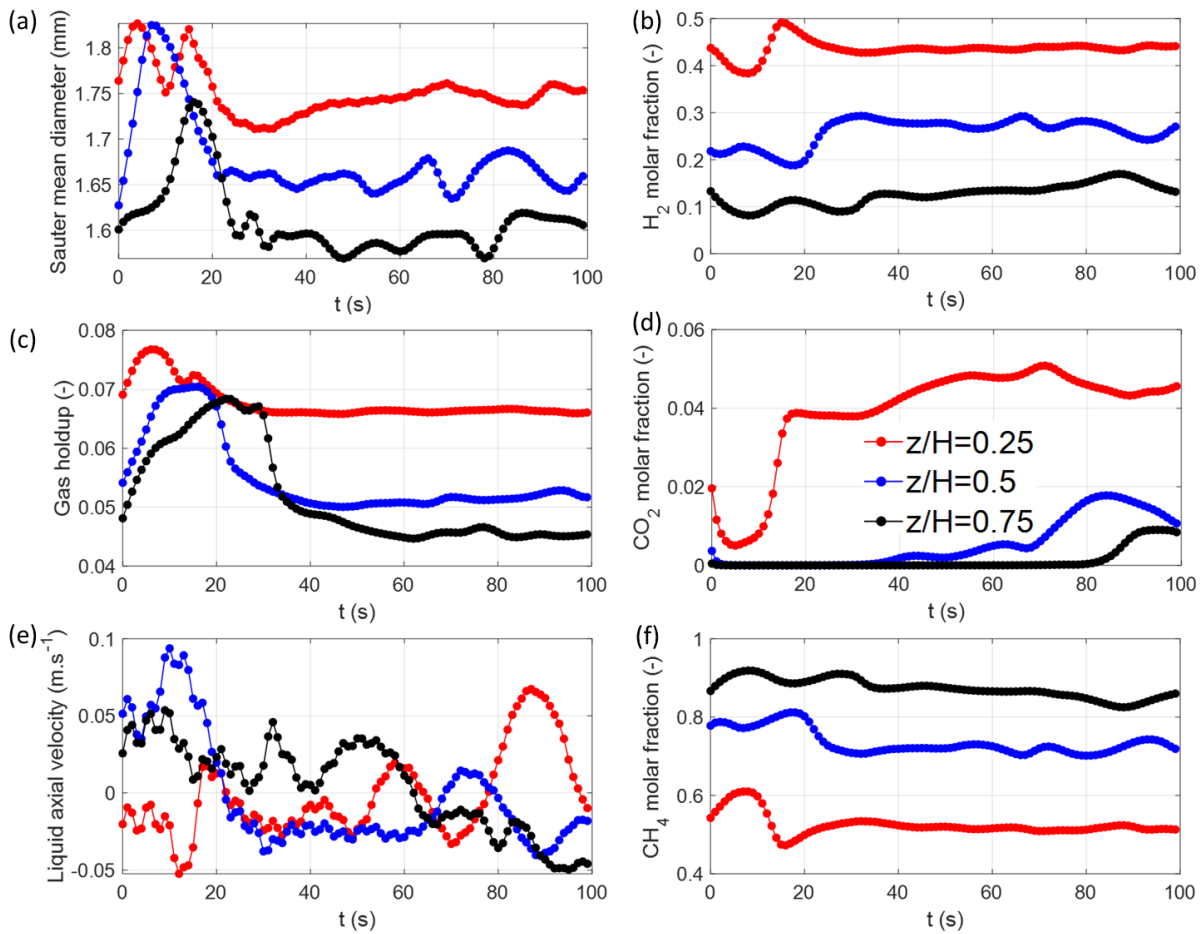 (a)
Sauter mean diameter (mm)
1.8
1.75
1.7
1.65
1.6
0 20 40 60 80 100
t (s)
(b)
H2 molar fraction (-)
0.5
0.4
0.3
0.2
0.1
0
0 20 40 60 80 100
t (s)
(c)
Gas holdup (-)
0.08
0.07
0.06
0.05
0.04
0 20 40 60 80 100
t (s)
(d)
CO2 molar fraction (-)
0.06
0.04
0.02
0
z/H=0.25
z/H=0.5
z/H=0.75
0 20 40 60 80 100
t (s)
(e)
Liquid axial velocity (m.s-1)
0.1
0.05
0
-0.05
0 20 40 60 80 100
t (s)
(f)
CH4 molar fraction (-)
1
0.8
0.6
0.4
0 20 40 60 80 100
t (s)